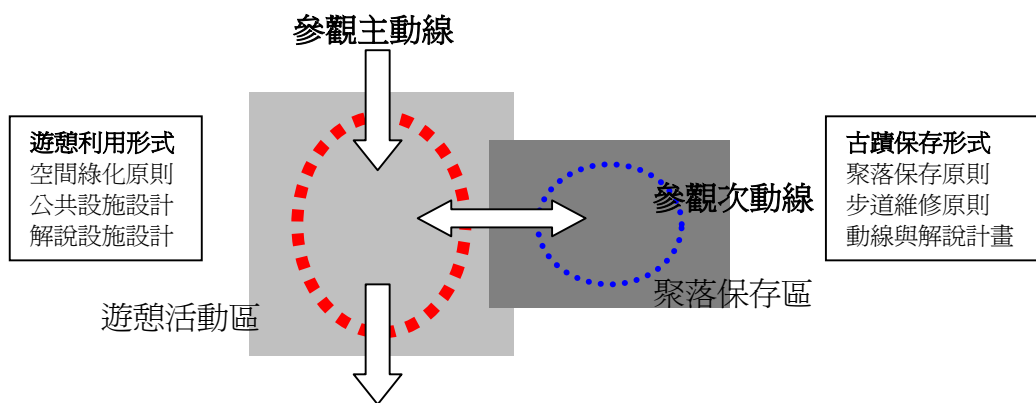 參觀主動線
遊憩利用形式
空間綠化原則
公共設施設計
解說設施設計
古蹟保存形式
聚落保存原則
步道維修原則
動線與解說計畫
參觀次動線
聚落保存區
遊憩活動區